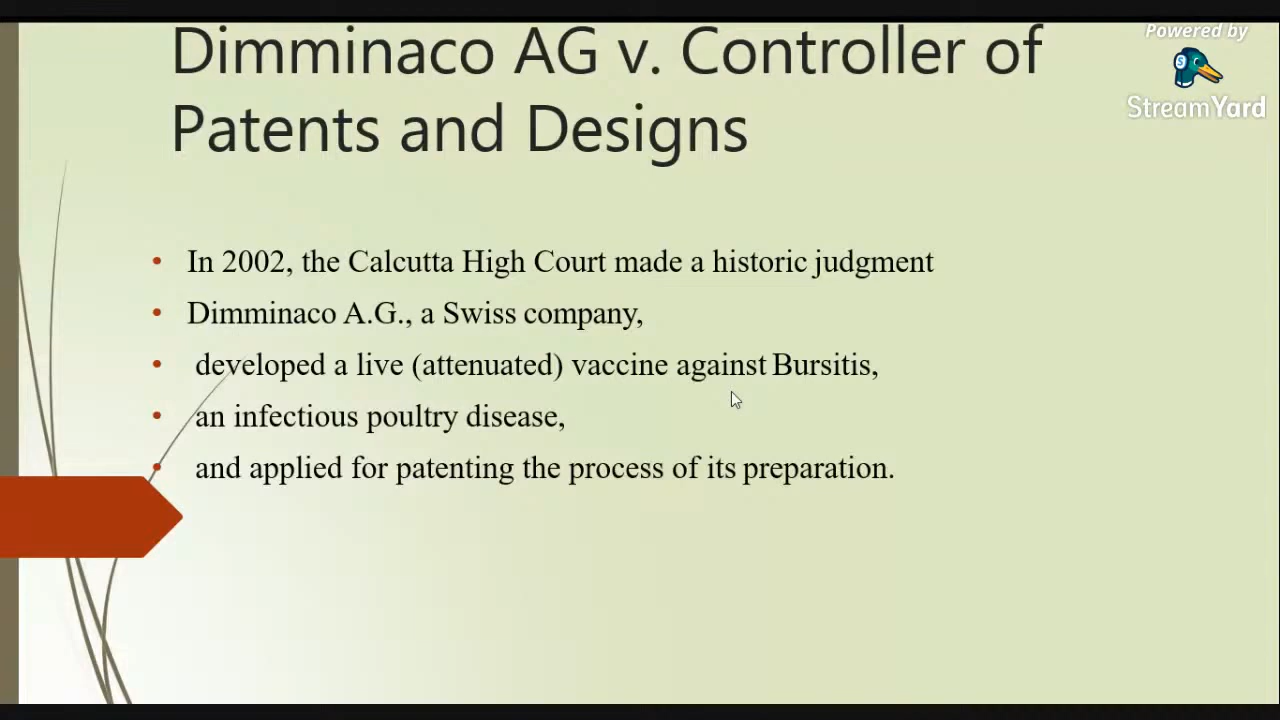 Dimminaco AG v. Controller of
Patents and Designs
Powered by
S
StreamYard
• In 2002, the Calcutta High Court made a historic judgment
• Dimminaco A.G., a Swiss company,
• developed a live (attenuated) vaccine against Bursitis,
• an infectious poultry disease,
• and applied for patenting the process of its preparation.